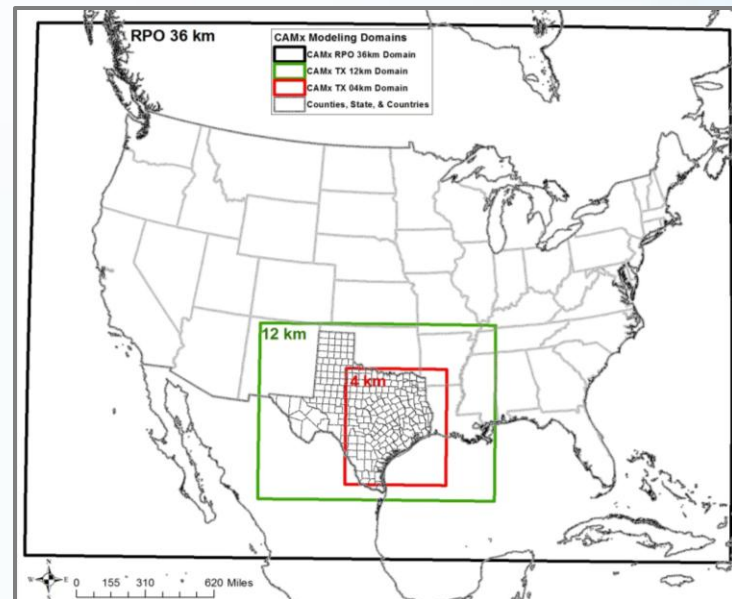 RPO 36 km
CAMx Modeling Domains
CAMx RPO 36km Domain
CAMx TX 12km Domain
CAMx TX 04km Domain
Counties, State, & Countries
12 km
4 km
N
W E
S
0 155 310 620 Miles